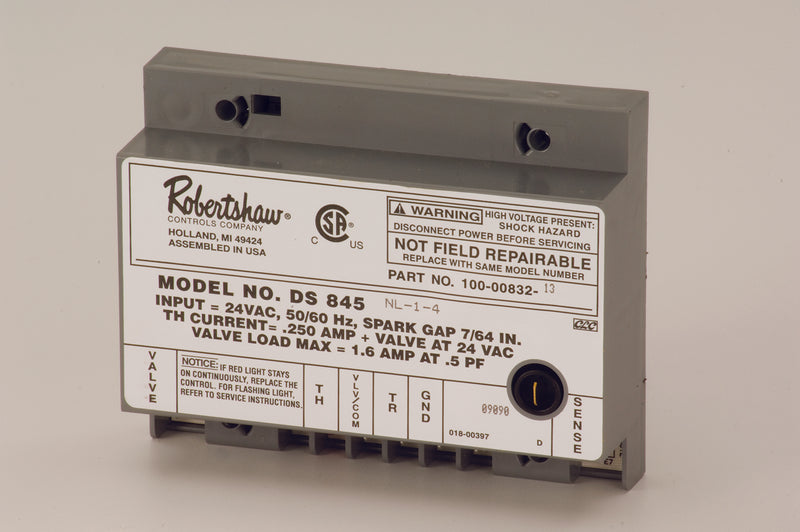 Robertshaw®
CONTROLS COMPANY
HOLLAND, MI 49424
ASSEMBLED IN USA
SA ®
C US
WARNING HIGH VOLTAGE PRESENT:
SHOCK HAZARD
DISCONNECT POWER BEFORE SERVICING
NOT FIELD REPAIRABLE
REPLACE WITH SAME MODEL NUMBER
PART NO. 100-00832-13
MODEL NO. DS 845 NL-1-4
INPUT = 24VAC, 50/60 Hz, SPARK GAP 7/64 IN.
TH CURRENT= .250 AMP + VALVE AT 24 VAC
VALVE LOAD MAX = 1.6 AMP AT .5 PF
VALVE
NOTICE: IF RED LIGHT STAYS
ON CONTINUOUSLY, REPLACE THE
CONTROL. FOR FLASHING LIGHT,
REFER TO SERVICE INSTRUCTIONS.
TH
VLV/COM
TR
GND
09090
018-00397
D
SENSE